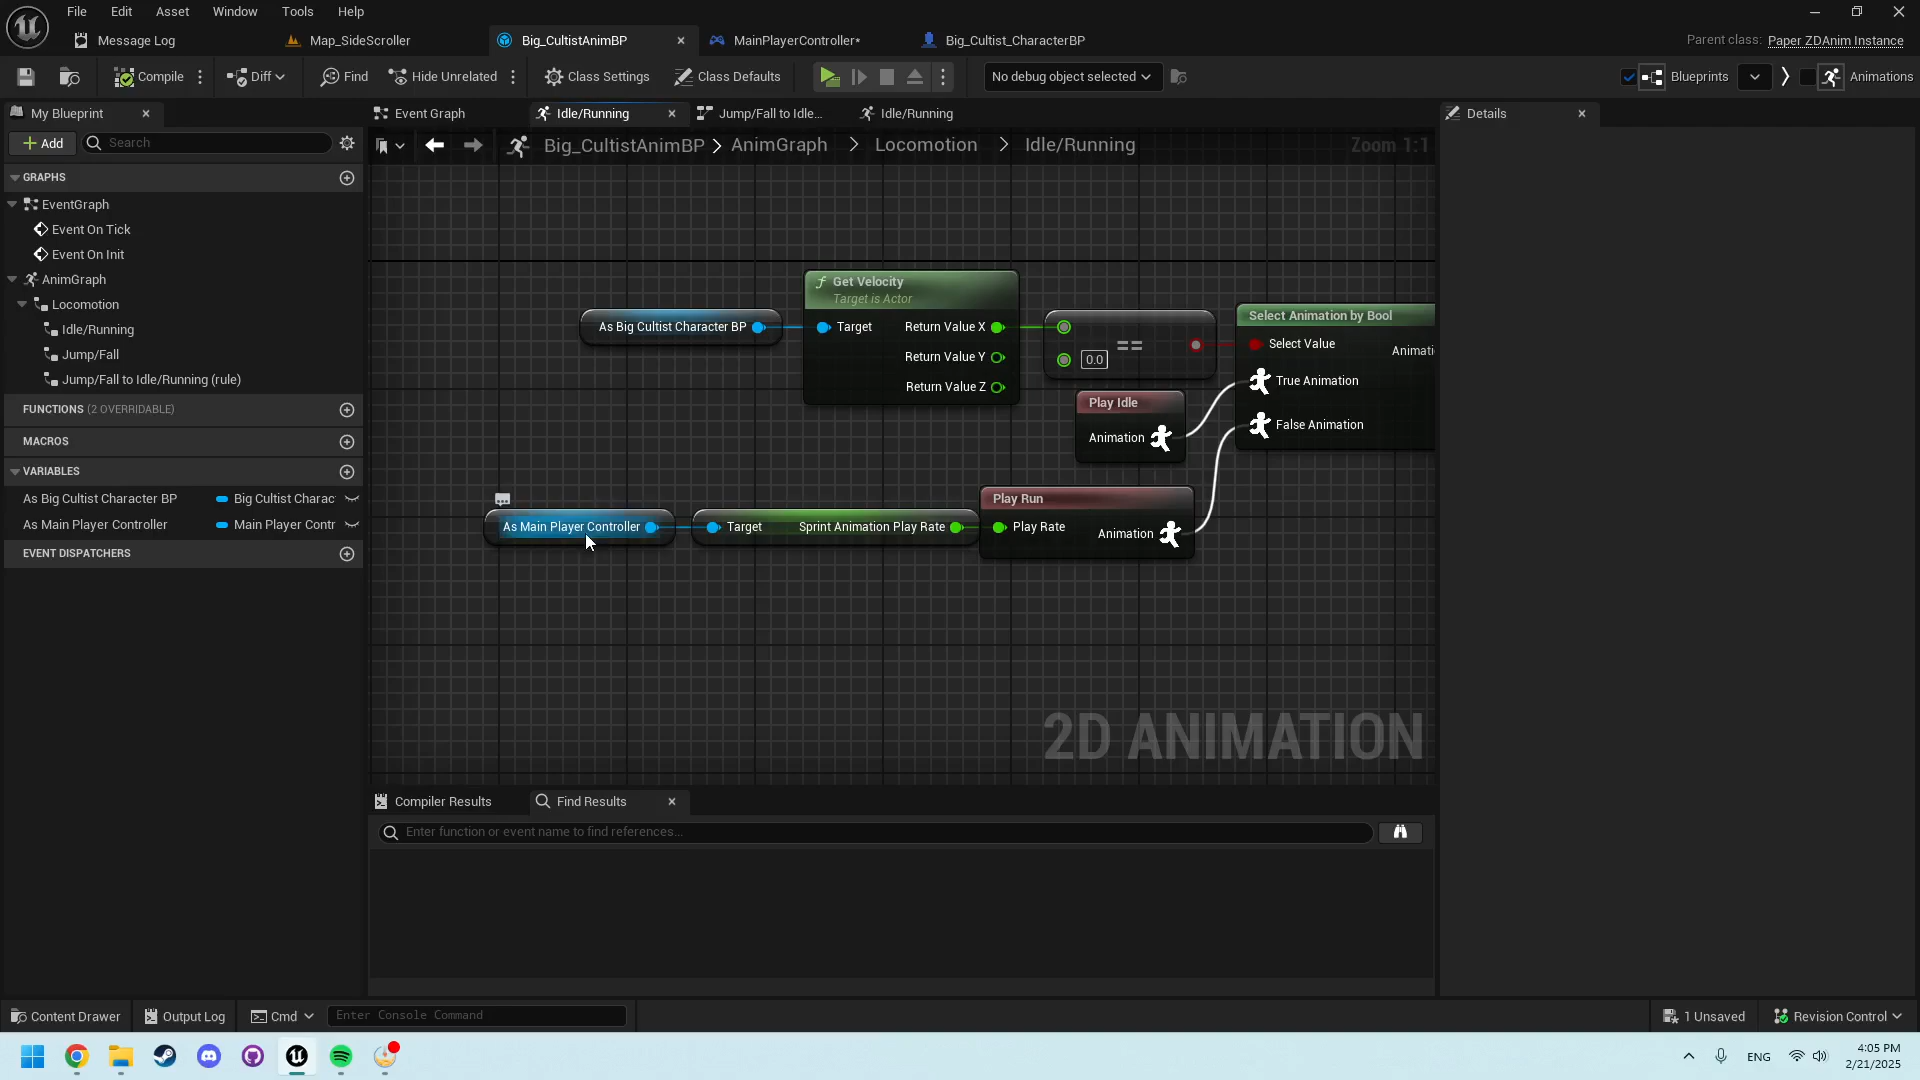 File Edit Asset Window Tools Help
Message Log
Map_SideScroller
Big_CultistAnimBP
MainPlayerController*
Big_Cultist_CharacterBP
Parent class: Paper ZDAnim Instance
Compile
Diff
Find
Hide Unrelated
Class Settings
Class Defaults
No debug object selected
Blueprints
Animations
My Blueprint
Event Graph
Idle/Running
Jump/Fall to Idle...
Idle/Running
Details
Add
Search
Big_CultistAnimBP > AnimGraph > Locomotion > Idle/Running
Zoom 1:1
GRAPHS
EventGraph
Event On Tick
Event On Init
AnimGraph
Locomotion
Idle/Running
Jump/Fall
Jump/Fall to Idle/Running (rule)
FUNCTIONS (2 OVERRIDABLE)
MACROS
VARIABLES
As Big Cultist Character BP
Big Cultist Charac
As Main Player Controller
Main Player Contr
EVENT DISPATCHERS
As Big Cultist Character BP
f Get Velocity
Target is Actor
Target
Return Value X
Return Value Y
Return Value Z
==
0.0
Select Animation by Bool
Select Value
Animati
True Animation
False Animation
Play Idle
Animation
As Main Player Controller
Target
Sprint Animation Play Rate
Play Run
Play Rate
Animation
2D ANIMATION
Compiler Results
Find Results
Enter function or event name to find references...
Content Drawer
Output Log
Cmd
Enter Console Command
1 Unsaved
Revision Control
ENG
4:05 PM
2/21/2025